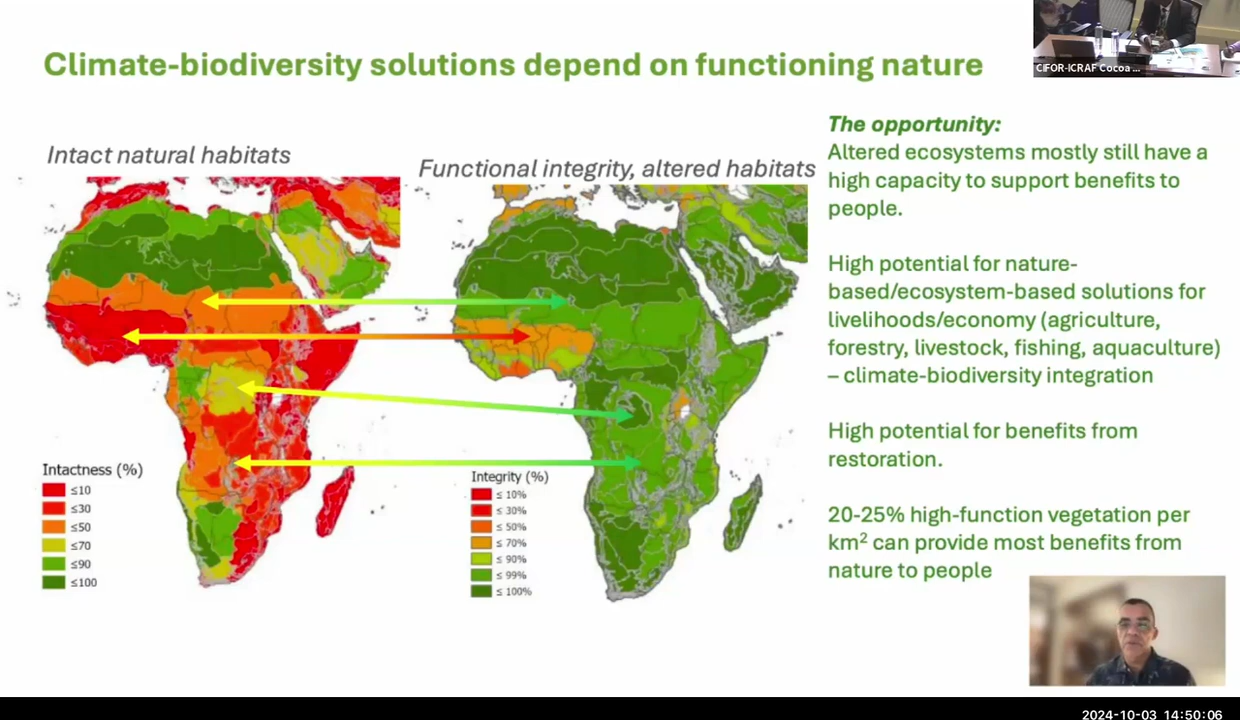 Climate-biodiversity solutions depend on functioning nature
CIFOR-ICRAF Cocoa ...
Intact natural habitats
Functional integrity, altered habitats
Intactness (%)
≤10
≤30
≤50
≤70
≤90
≤100
Integrity (%)
≤ 10%
≤ 30%
≤ 50%
≤ 70%
≤ 90%
≤ 99%
≤ 100%
The opportunity:
Altered ecosystems mostly still have a
high capacity to support benefits to
people.
High potential for nature-
based/ecosystem-based solutions for
livelihoods/economy (agriculture,
forestry, livestock, fishing, aquaculture)
– climate-biodiversity integration
High potential for benefits from
restoration.
20-25% high-function vegetation per
km² can provide most benefits from
nature to people
2024-10-03 14:50:06